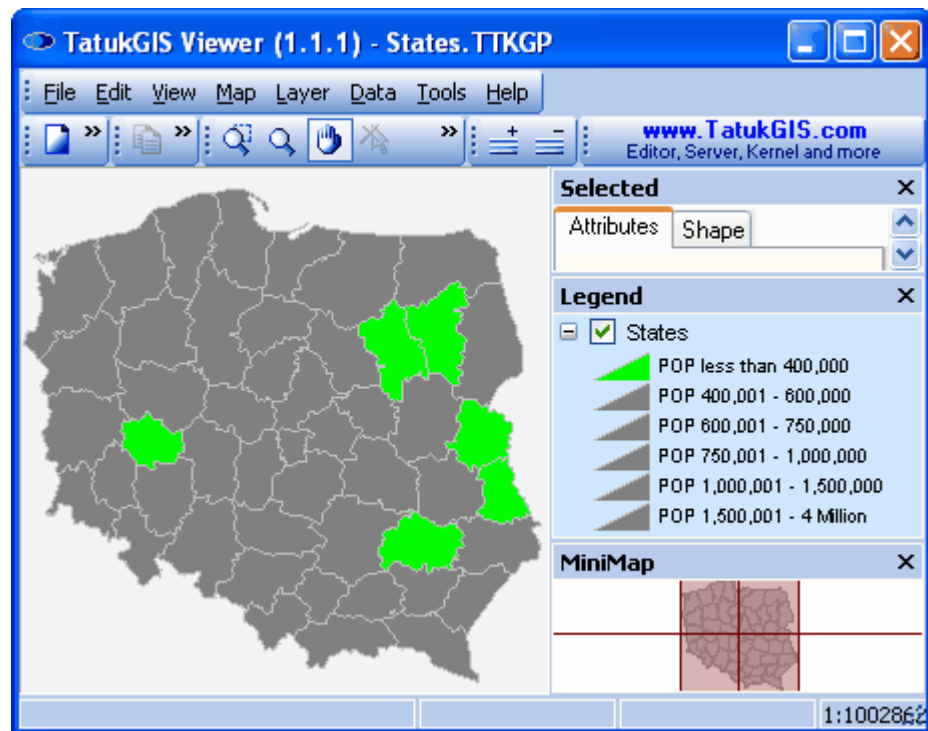 TatukGIS Viewer (1.1.1) - States.TTKGP
File Edit View Map Layer Data Tools Help
www.TatukGIS.com
Editor, Server, Kernel and more
Selected
Attributes Shape
Legend
States
POP less than 400,000
POP 400,001 - 600,000
POP 600,001 - 750,000
POP 750,001 - 1,000,000
POP 1,000,001 - 1,500,000
POP 1,500,001 - 4 Million
MiniMap